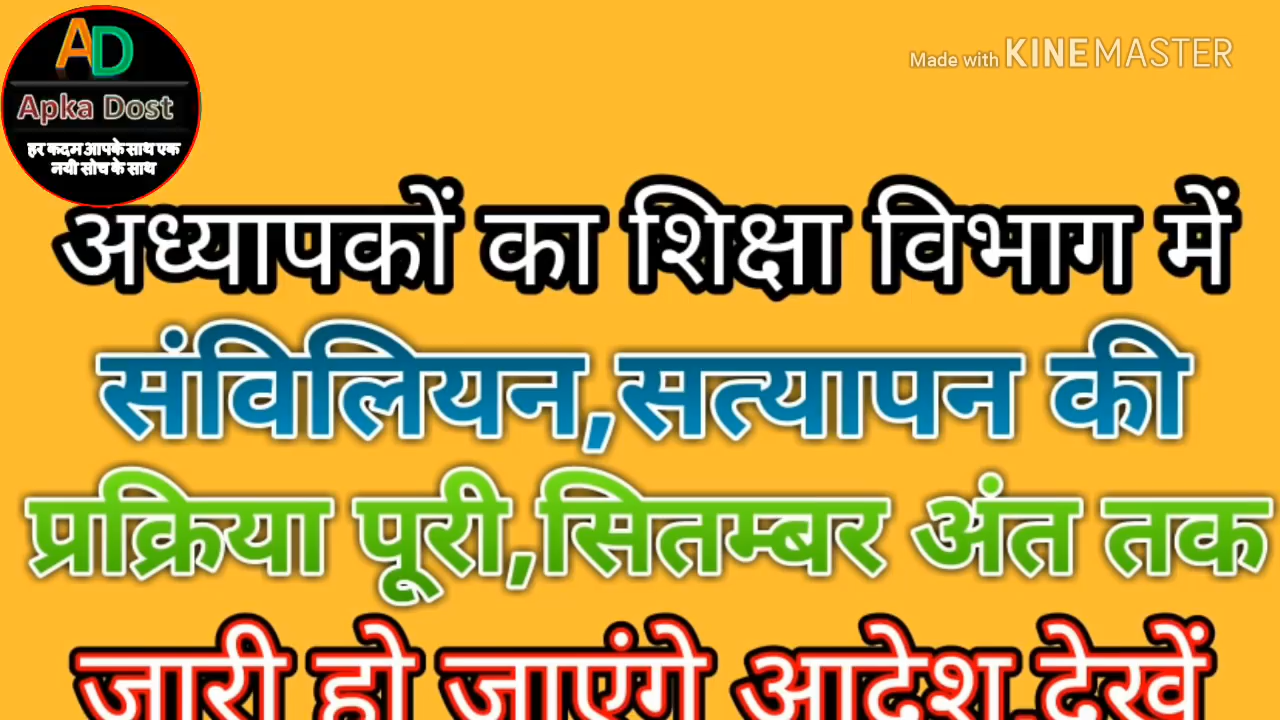 AD
Apka Dost
हर कदम आपके साथ एक
नयी सोच के साथ
Made with KINEMASTER
अध्यापकों का शिक्षा विभाग में
संविलियन,सत्यापन की
प्रक्रिया पूरी,सितम्बर अंत तक
जारी हो जाएंगे आदेश,देखें